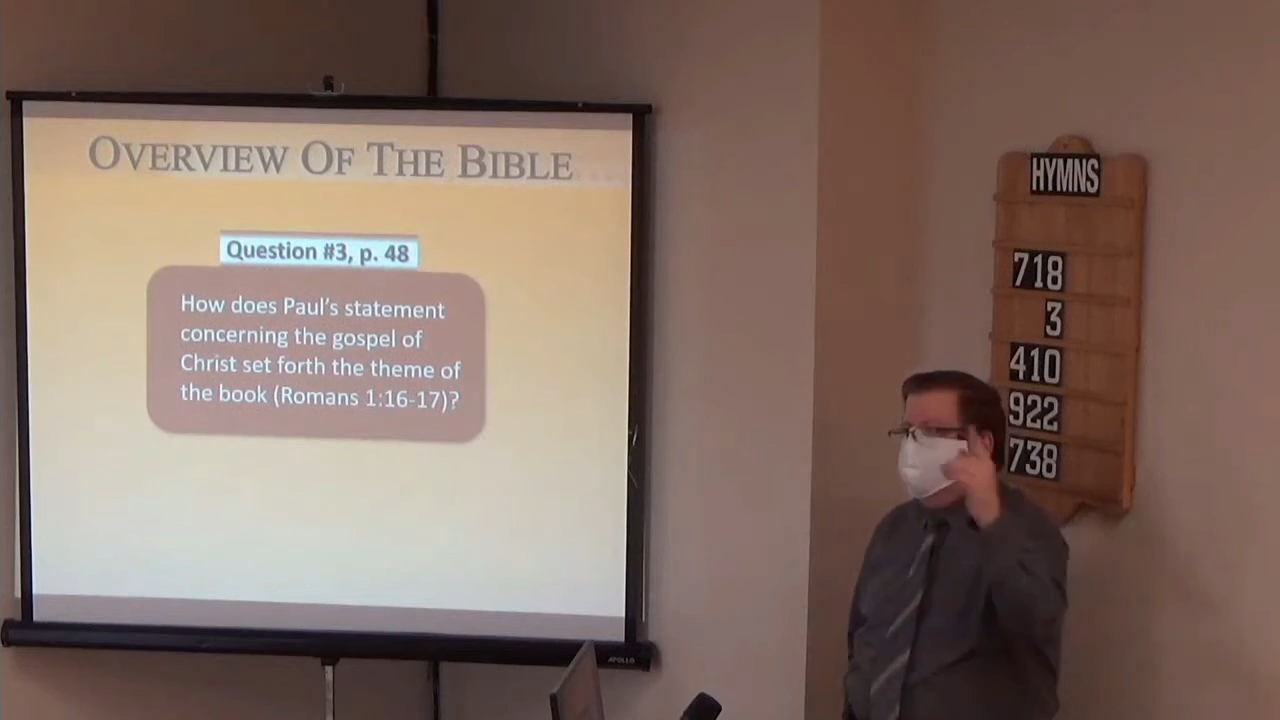 OVERVIEW OF THE BIBLE
Question #3, p. 48
How does Paul's statement
concerning the gospel of
Christ set forth the theme of
the book (Romans 1:16-17)?
APOLLO
HYMNS
718
3
410
922
738